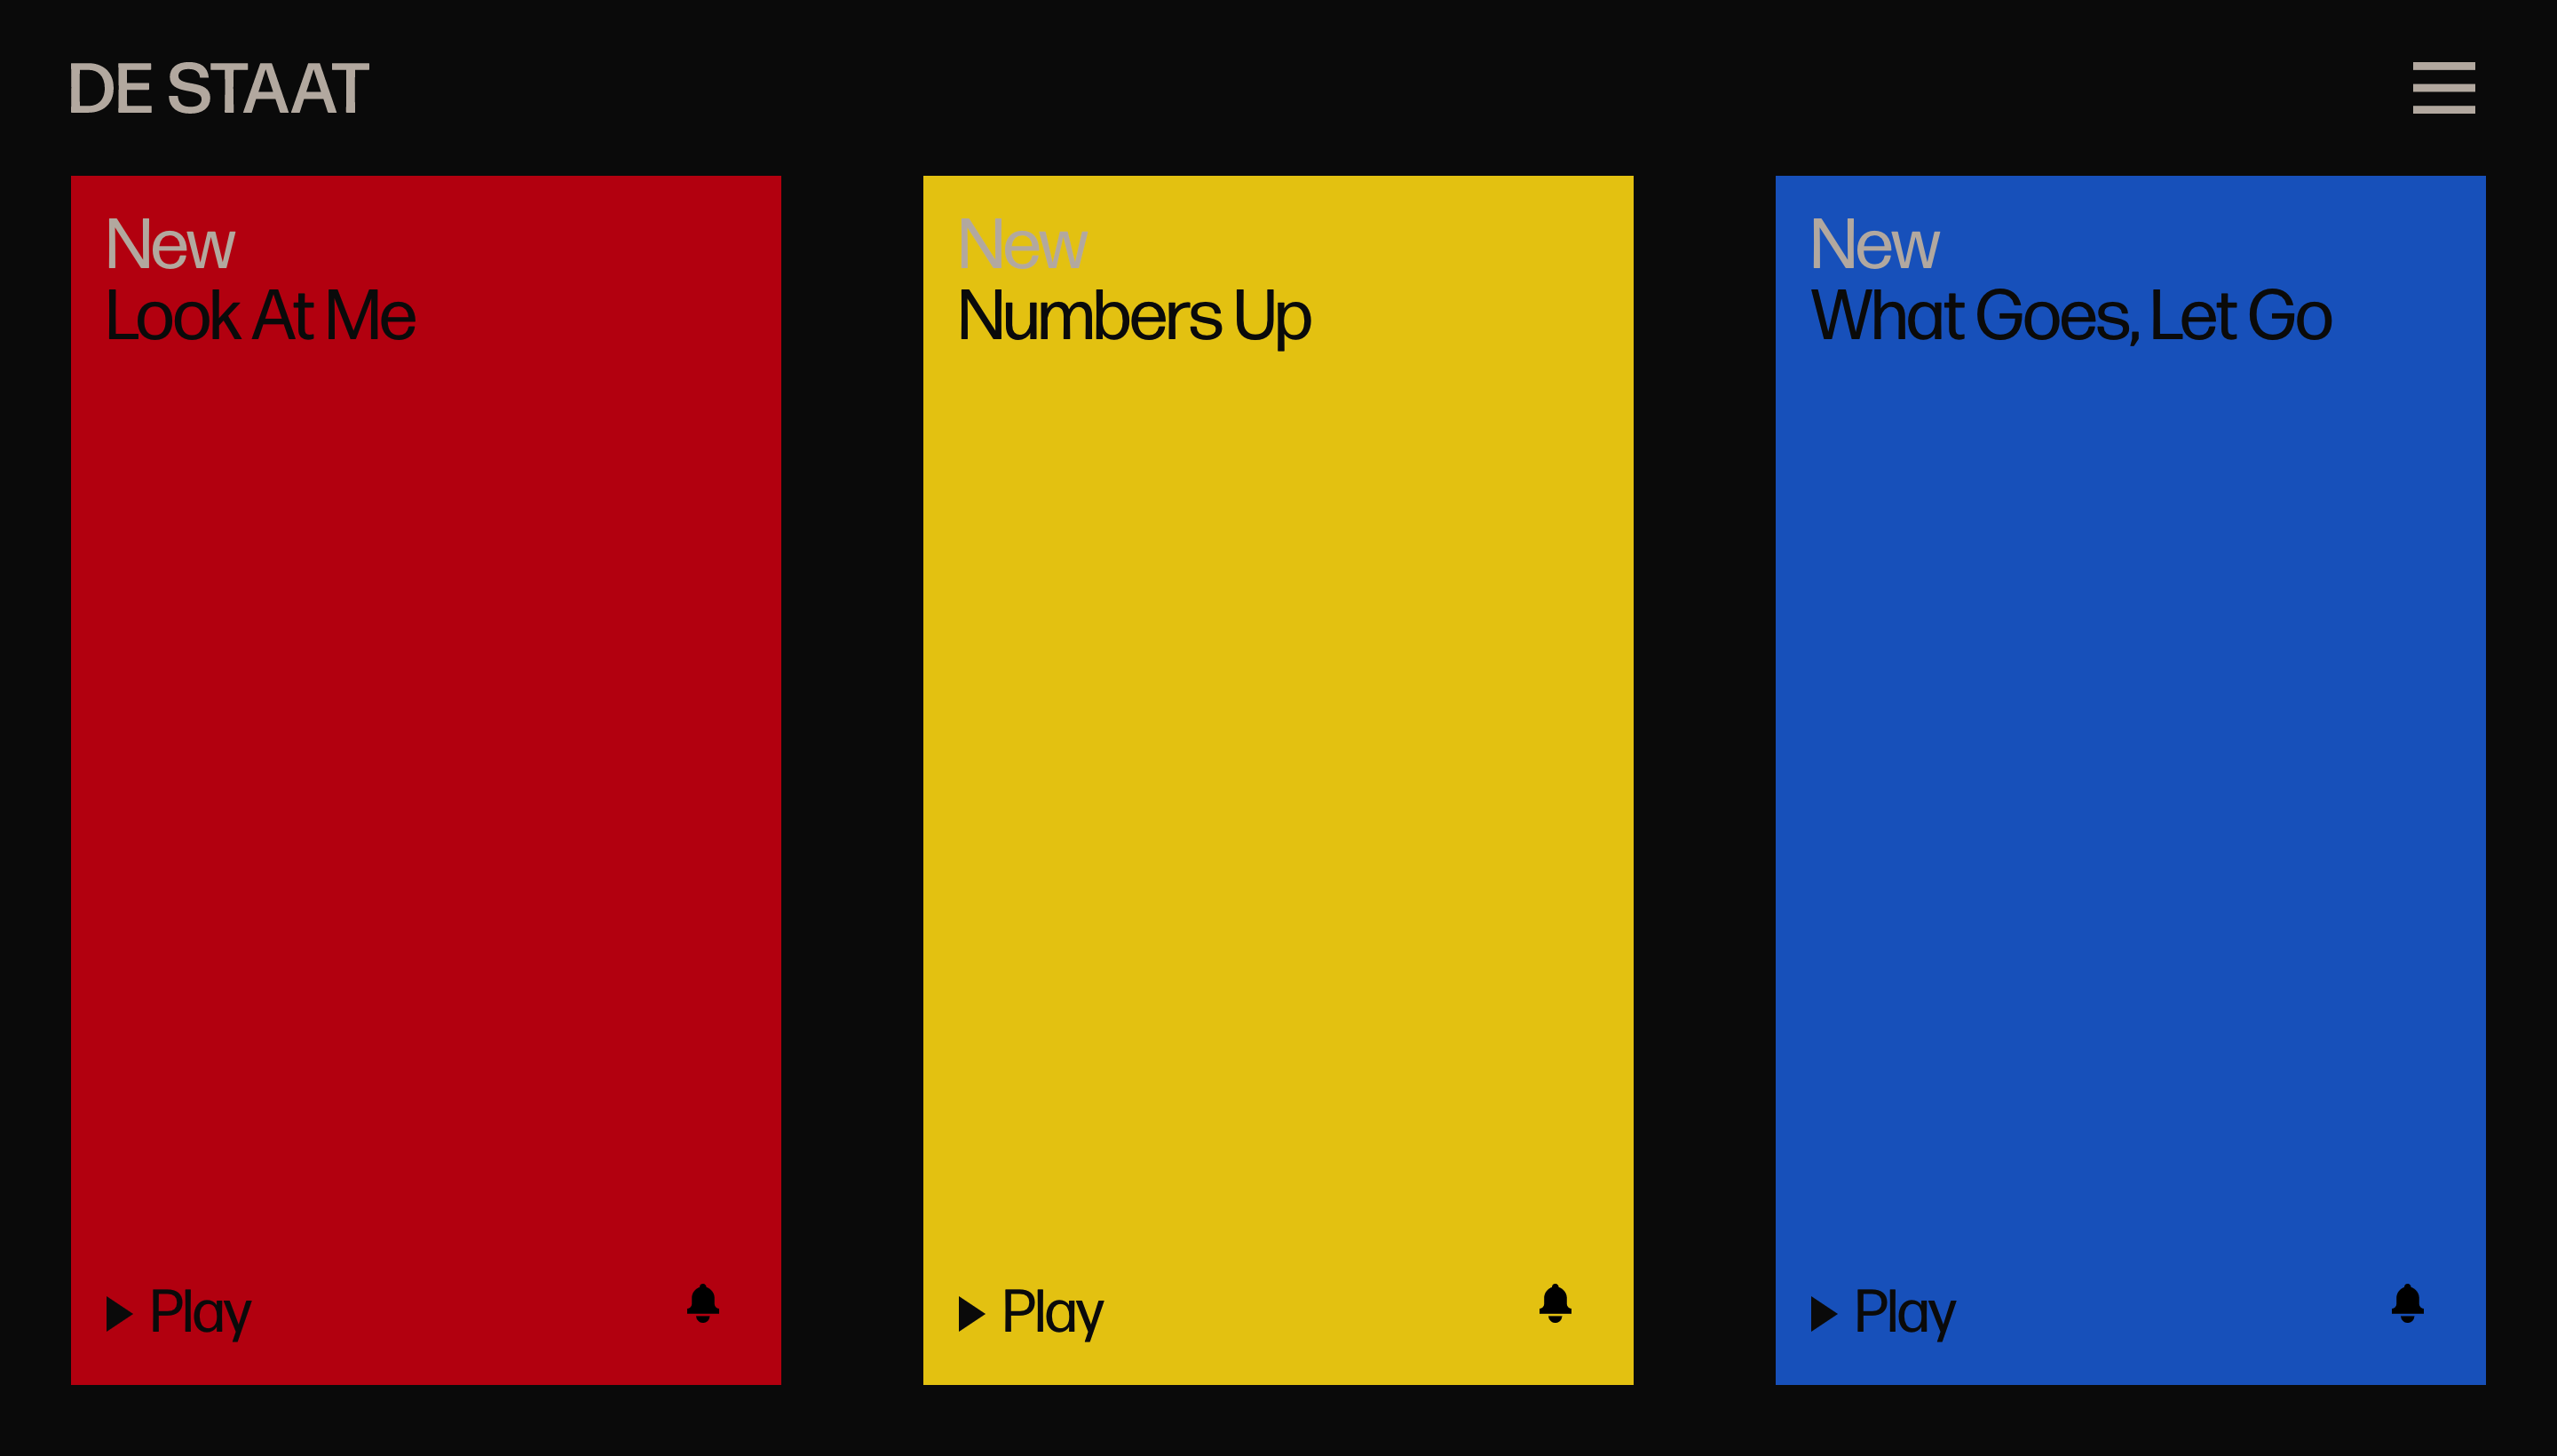 DE STAAT
New
Look At Me
Play
New
Numbers Up
Play
New
What Goes, Let Go
Play